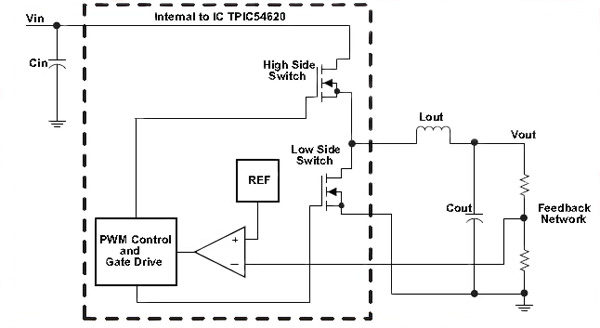 Vin
Internal to IC TPIC54620
Cin
High Side
Switch
Lout
Vout
Low Side
Switch
REF
Cout
Feedback
Network
PWM Control
and
Gate Drive
+
−